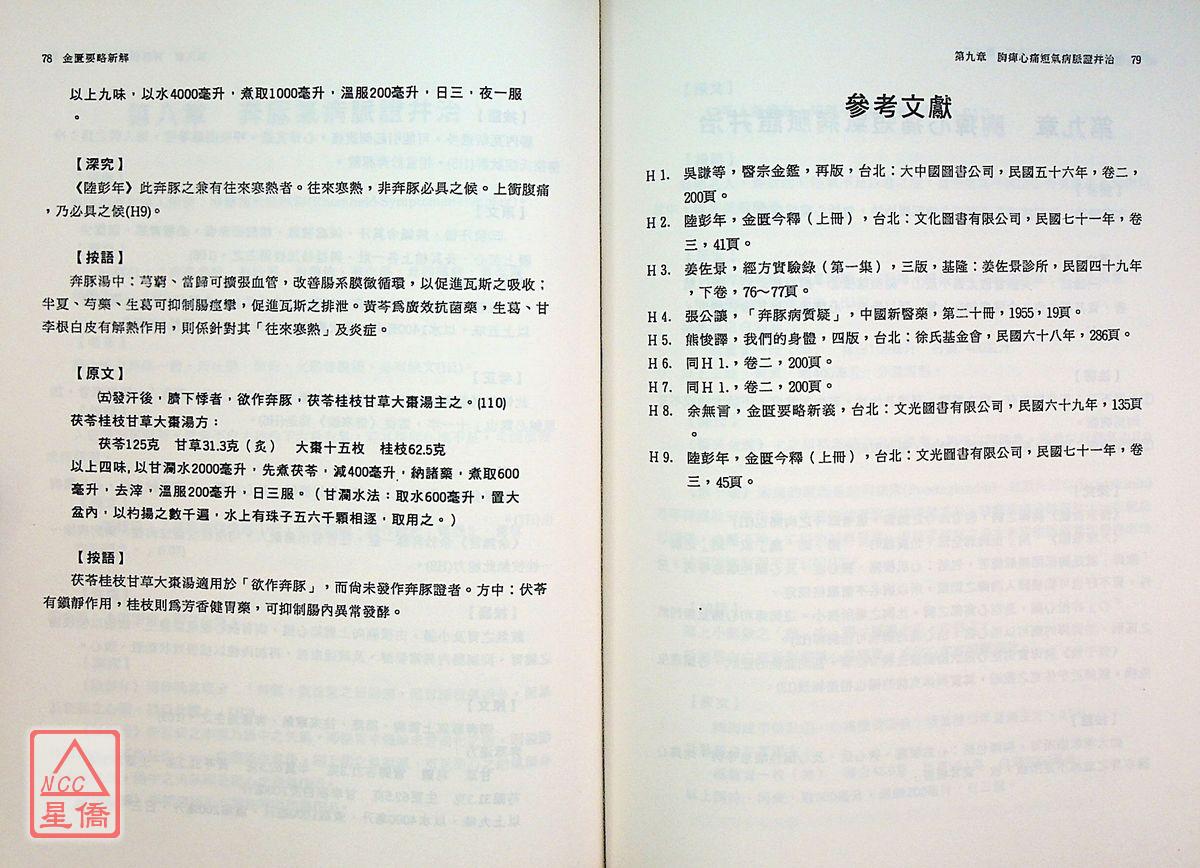 78 金匱要略新解
以上九味，以水4000毫升，煮取1000毫升，溫服200毫升，日三，夜一服
。
【深究】
《陸彭年》此奔豚之兼有往來寒熱者。往來寒熱，非奔豚必具之候。上衝腹痛
，乃必具之候(H9)。
【按語】
奔豚湯中：芎藭、當歸可擴張血管，改善腸系膜微循環，以促進瓦斯之吸收；
半夏、芍藥、生葛可抑制腸痙攣，促進瓦斯之排泄。黃芩爲廣效抗菌藥，生葛、甘
李根白皮有解熱作用，則係針對其「往來寒熱」及炎症。
【原文】
㈤發汗後，臍下悸者，欲作奔豚，茯苓桂枝甘草大棗湯主之。(110)
茯苓桂枝甘草大棗湯方：
茯苓125克　甘草31.3克（炙）　大棗十五枚　桂枝62.5克
以上四味，以甘瀾水2000毫升，先煮茯苓，減400毫升，納諸藥，煮取600
毫升，去滓，溫服200毫升，日三服。（甘瀾水法：取水600毫升，置大
盆內，以杓揚之數千遍，水上有珠子五六千顆相逐，取用之。）
【按語】
茯苓桂枝甘草大棗湯適用於「欲作奔豚」，而尙未發作奔豚證者。方中：伏苓
有鎭靜作用，桂枝則爲芳香健胃藥，可抑制腸內異常發酵。
第九章　胸痺心痛短氣病脈證幷治　79
參考文獻
H 1.　吳謙等，醫宗金鑑，再版，台北：大中國圖書公司，民國五十六年，卷二，
200頁。
H 2.　陸彭年，金匱今釋（上冊），台北：文化圖書有限公司，民國七十一年，卷
三，41頁。
H 3.　姜佐景，經方實驗錄（第一集），三版，基隆：姜佐景診所，民國四十九年
，下卷，76～77頁。
H 4.　張公讓，「奔豚病質疑」，中國新醫藥，第二十冊，1955，19頁。
H 5.　熊俊譯，我們的身體，四版，台北：徐氏基金會，民國六十八年，286頁。
H 6.　同H 1.，卷二，200頁。
H 7.　同H 1.，卷二，200頁。
H 8.　余無言，金匱要略新義，台北：文光圖書有限公司，民國六十九年，135頁
。
H 9.　陸彭年，金匱今釋（上冊），台北：文光圖書有限公司，民國七十一年，卷
三，45頁。
NCC
星僑